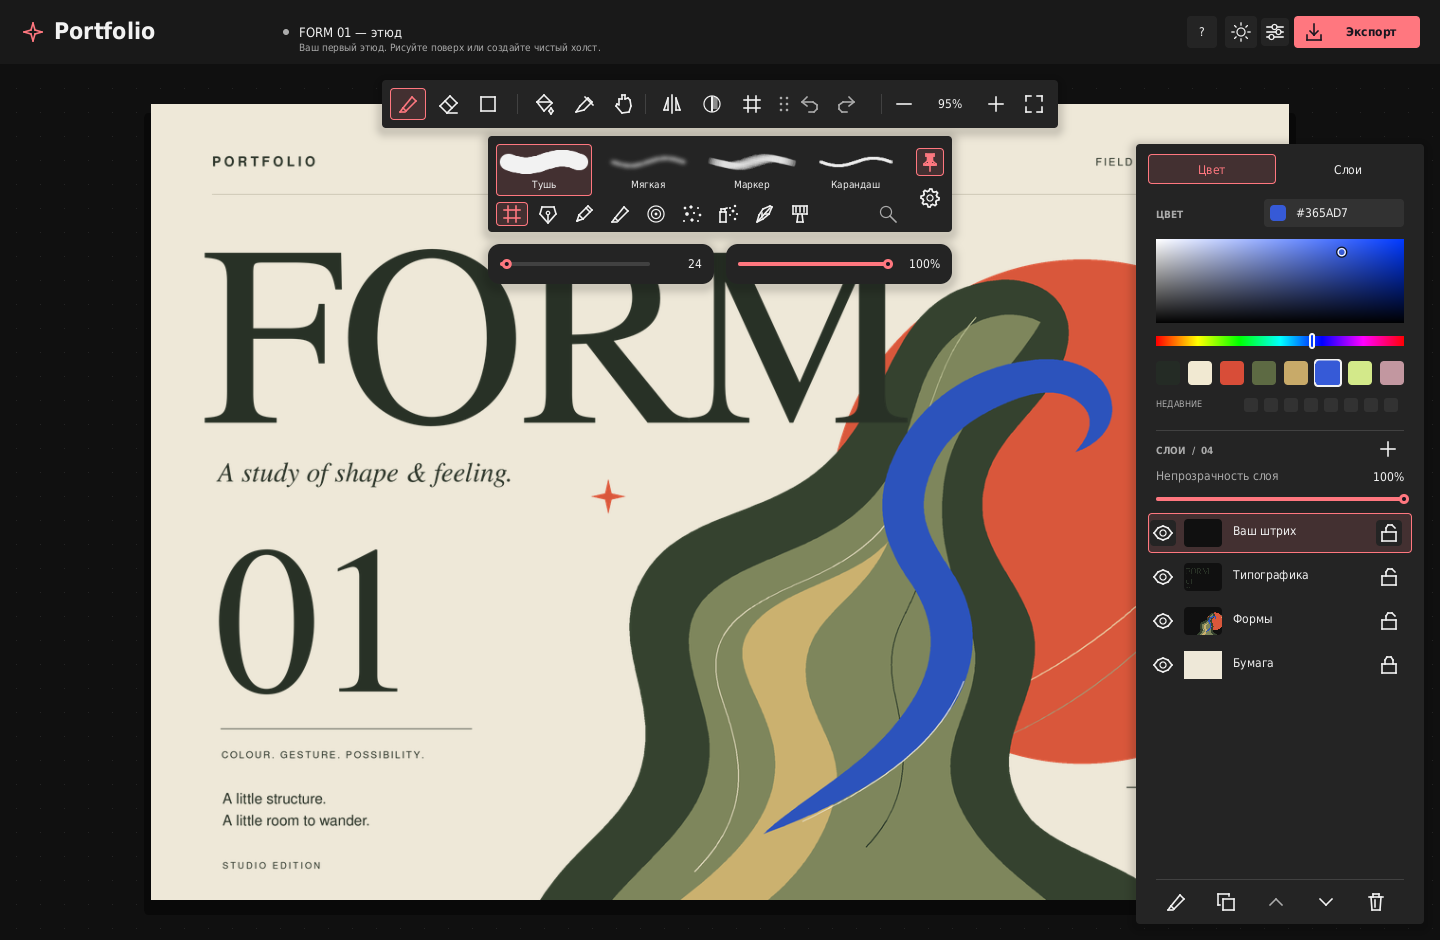 Portfolio
FORM 01 — этюд
Ваш первый этюд. Рисуйте поверх или создайте чистый холст.
?
Экспорт
95%
Тушь
Мягкая
Маркер
Карандаш
24
100%
PORTFOLIO
FIELD
FORM
A study of shape & feeling.
01
COLOUR. GESTURE. POSSIBILITY.
A little structure.
A little room to wander.
STUDIO EDITION
Цвет
Слои
ЦВЕТ
#365AD7
НЕДАВНИЕ
СЛОИ / 04
Непрозрачность слоя
100%
Ваш штрих
Типографика
Формы
Бумага